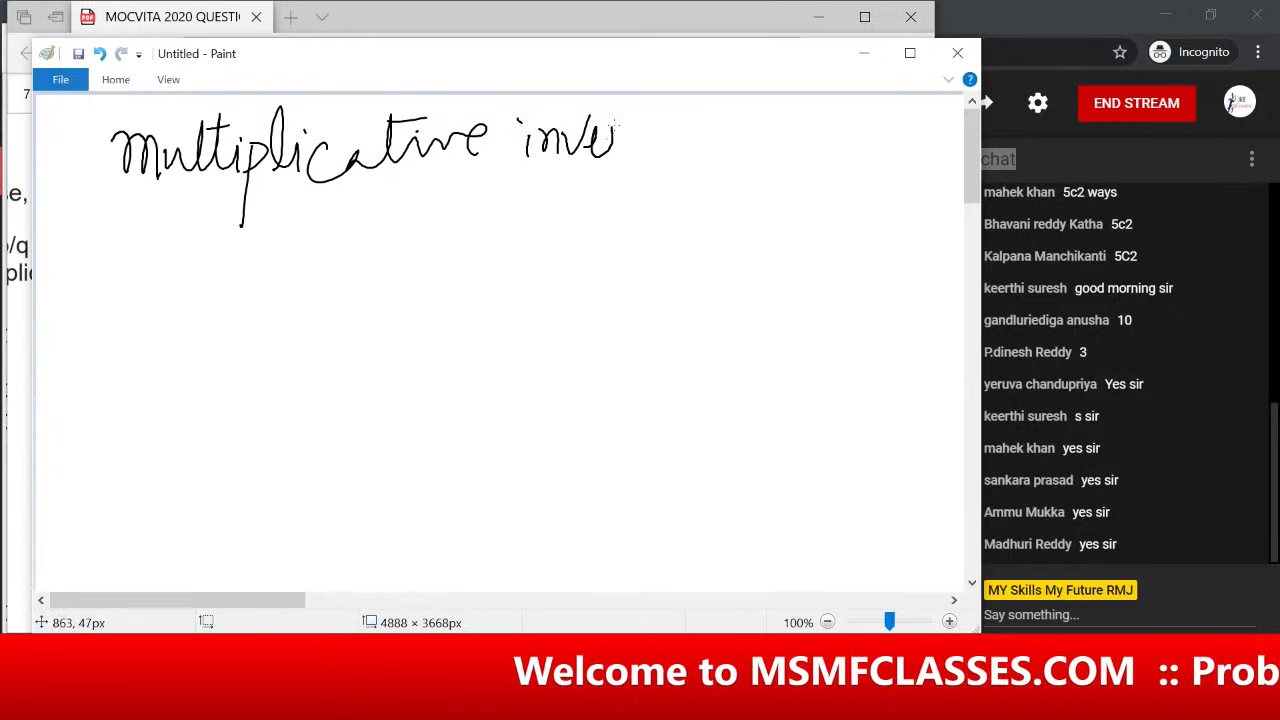 MOCVITA 2020 QUESTI
Untitled - Paint
Incognito
File Home View
7
END STREAM
multiplicative inve
chat
se,
o/q
plic
mahek khan 5c2 ways
Bhavani reddy Katha 5c2
Kalpana Manchikanti 5C2
keerthi suresh good morning sir
gandluriediga anusha 10
P.dinesh Reddy 3
yeruva chandupriya Yes sir
keerthi suresh s sir
mahek khan yes sir
sankara prasad yes sir
Ammu Mukka yes sir
Madhuri Reddy yes sir
MY Skills My Future RMJ
Say something...
863, 47px 4888 × 3668px 100%
Welcome to MSMFCLASSES.COM :: Prob